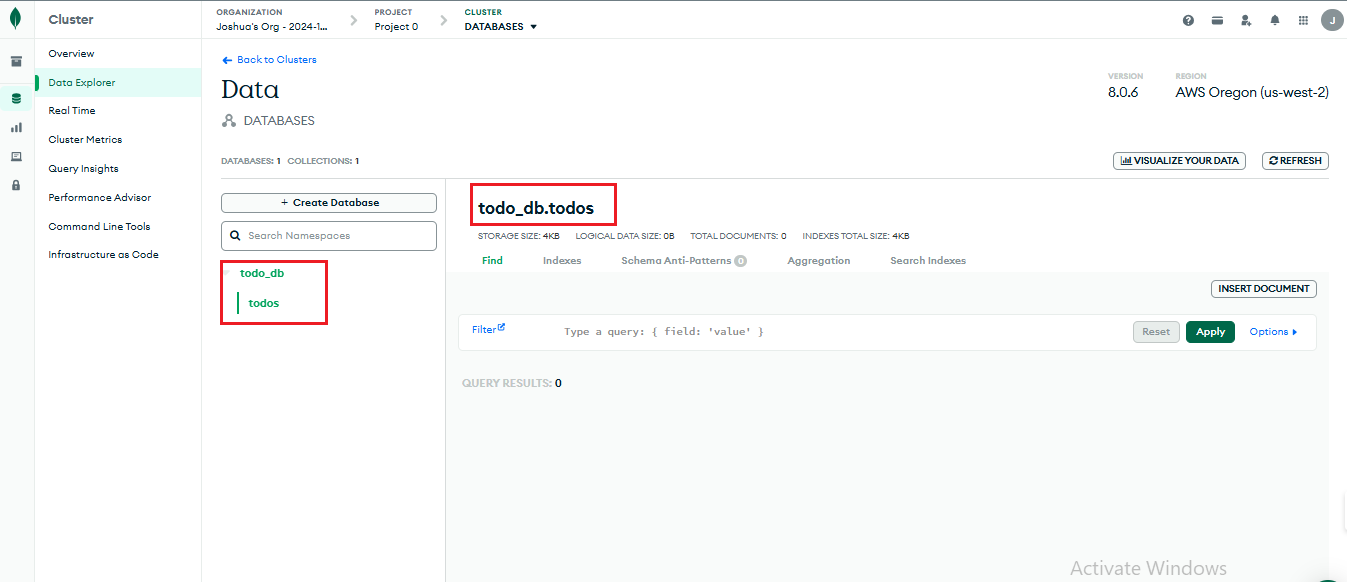 Cluster
ORGANIZATION
Joshua's Org - 2024-1...
PROJECT
Project 0
CLUSTER
DATABASES
J
Overview
Data Explorer
Real Time
Cluster Metrics
Query Insights
Performance Advisor
Command Line Tools
Infrastructure as Code
Back to Clusters
Data
DATABASES
VERSION
8.0.6
REGION
AWS Oregon (us-west-2)
DATABASES: 1 COLLECTIONS: 1
VISUALIZE YOUR DATA
REFRESH
+ Create Database
Search Namespaces
todo_db
todos
todo_db.todos
STORAGE SIZE: 4KB LOGICAL DATA SIZE: 0B TOTAL DOCUMENTS: 0 INDEXES TOTAL SIZE: 4KB
Find Indexes Schema Anti-Patterns 0 Aggregation Search Indexes
INSERT DOCUMENT
Filter Type a query: { field: 'value' } Reset Apply Options
QUERY RESULTS: 0
Activate Windows